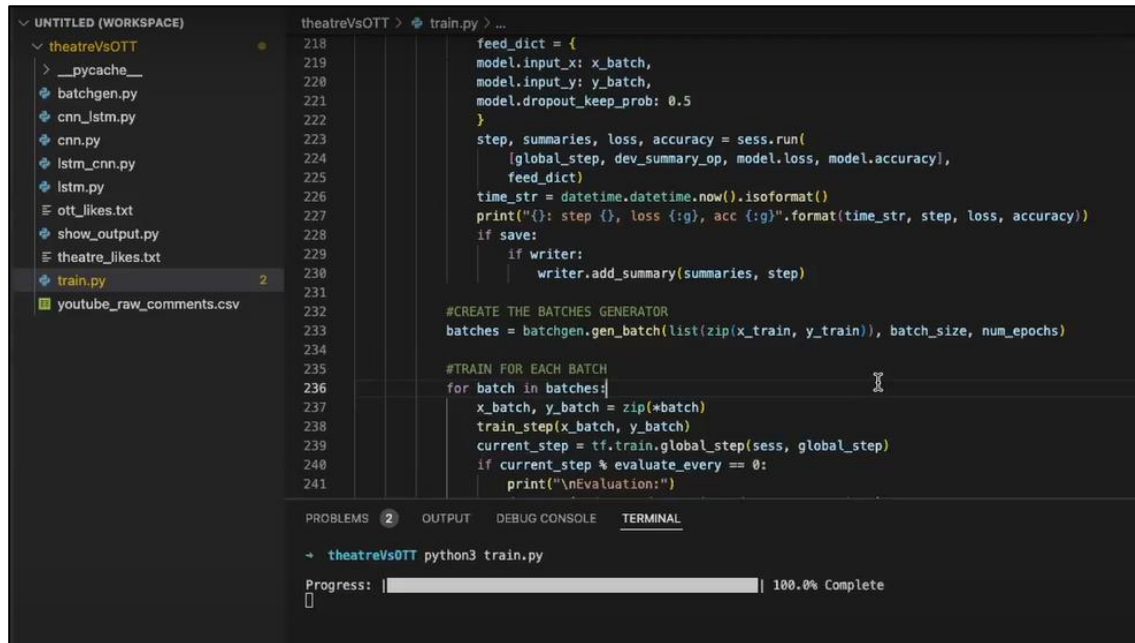 UNTITLED (WORKSPACE)
theatreVsOTT
__pycache__
batchgen.py
cnn_lstm.py
cnn.py
lstm_cnn.py
lstm.py
ott_likes.txt
show_output.py
theatre_likes.txt
train.py 2
youtube_raw_comments.csv
theatreVsOTT > train.py > ...
218 feed_dict = {
219 model.input_x: x_batch,
220 model.input_y: y_batch,
221 model.dropout_keep_prob: 0.5
222 }
223 step, summaries, loss, accuracy = sess.run(
224 [global_step, dev_summary_op, model.loss, model.accuracy],
225 feed_dict)
226 time_str = datetime.datetime.now().isoformat()
227 print("{}: step {}, loss {:g}, acc {:g}".format(time_str, step, loss, accuracy))
228 if save:
229 if writer:
230 writer.add_summary(summaries, step)
231
232 #CREATE THE BATCHES GENERATOR
233 batches = batchgen.gen_batch(list(zip(x_train, y_train)), batch_size, num_epochs)
234
235 #TRAIN FOR EACH BATCH
236 for batch in batches:
237 x_batch, y_batch = zip(*batch)
238 train_step(x_batch, y_batch)
239 current_step = tf.train.global_step(sess, global_step)
240 if current_step % evaluate_every == 0:
241 print("\nEvaluation:")
PROBLEMS 2 OUTPUT DEBUG CONSOLE TERMINAL
→ theatreVsOTT python3 train.py
Progress: | | 100.0% Complete